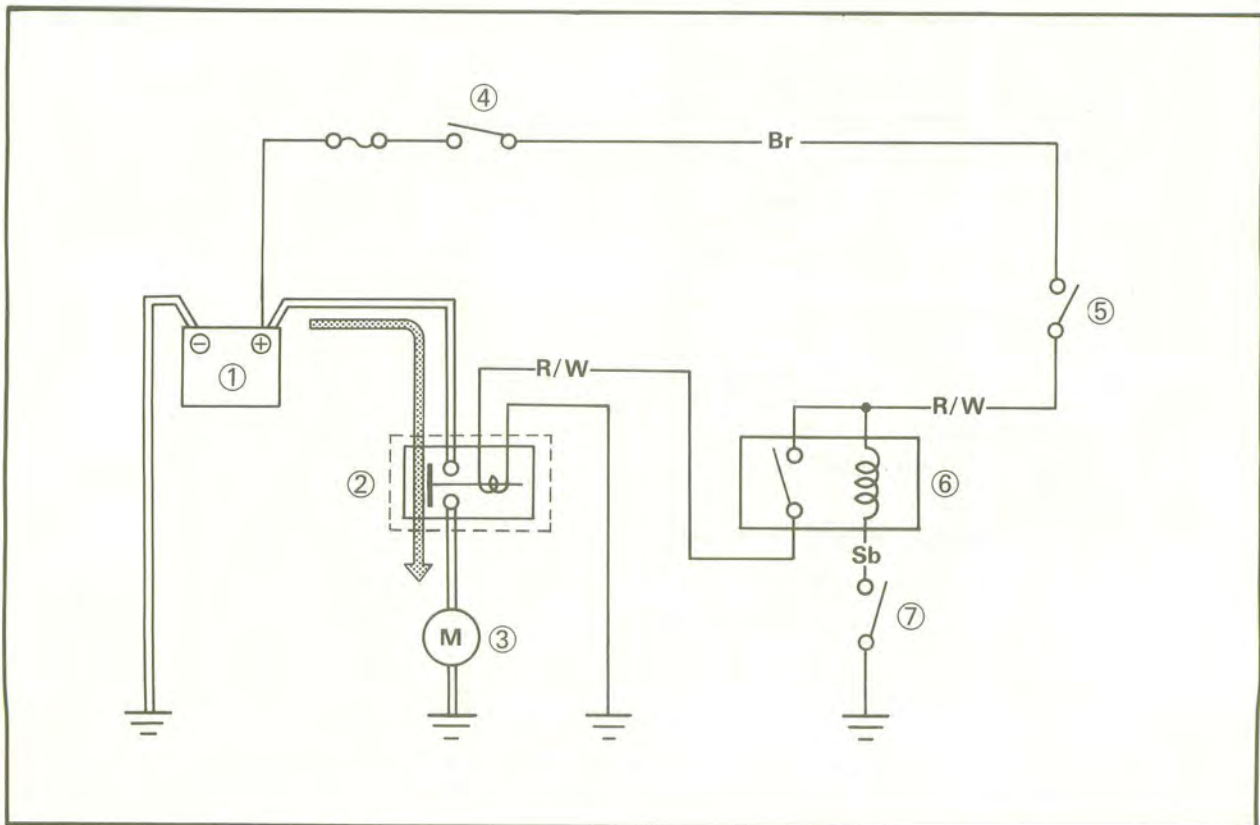 ④
Br
⑤
⊖ ⊕
①
R/W
R/W
②
⑥
Sb
⑦
M ③